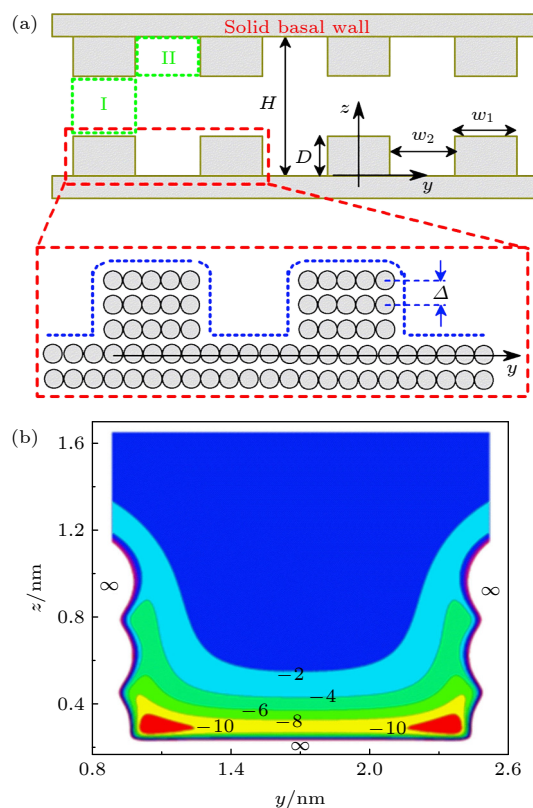 (a)
Solid basal wall
II
I
H
z
w₂
w₁
D
y
Δ
y
(b)
1.6
1.2
0.8
0.4
z/nm
∞
∞
−2
−4
−6
−8
−10
−10
∞
0.8
1.4
2.0
2.6
y/nm